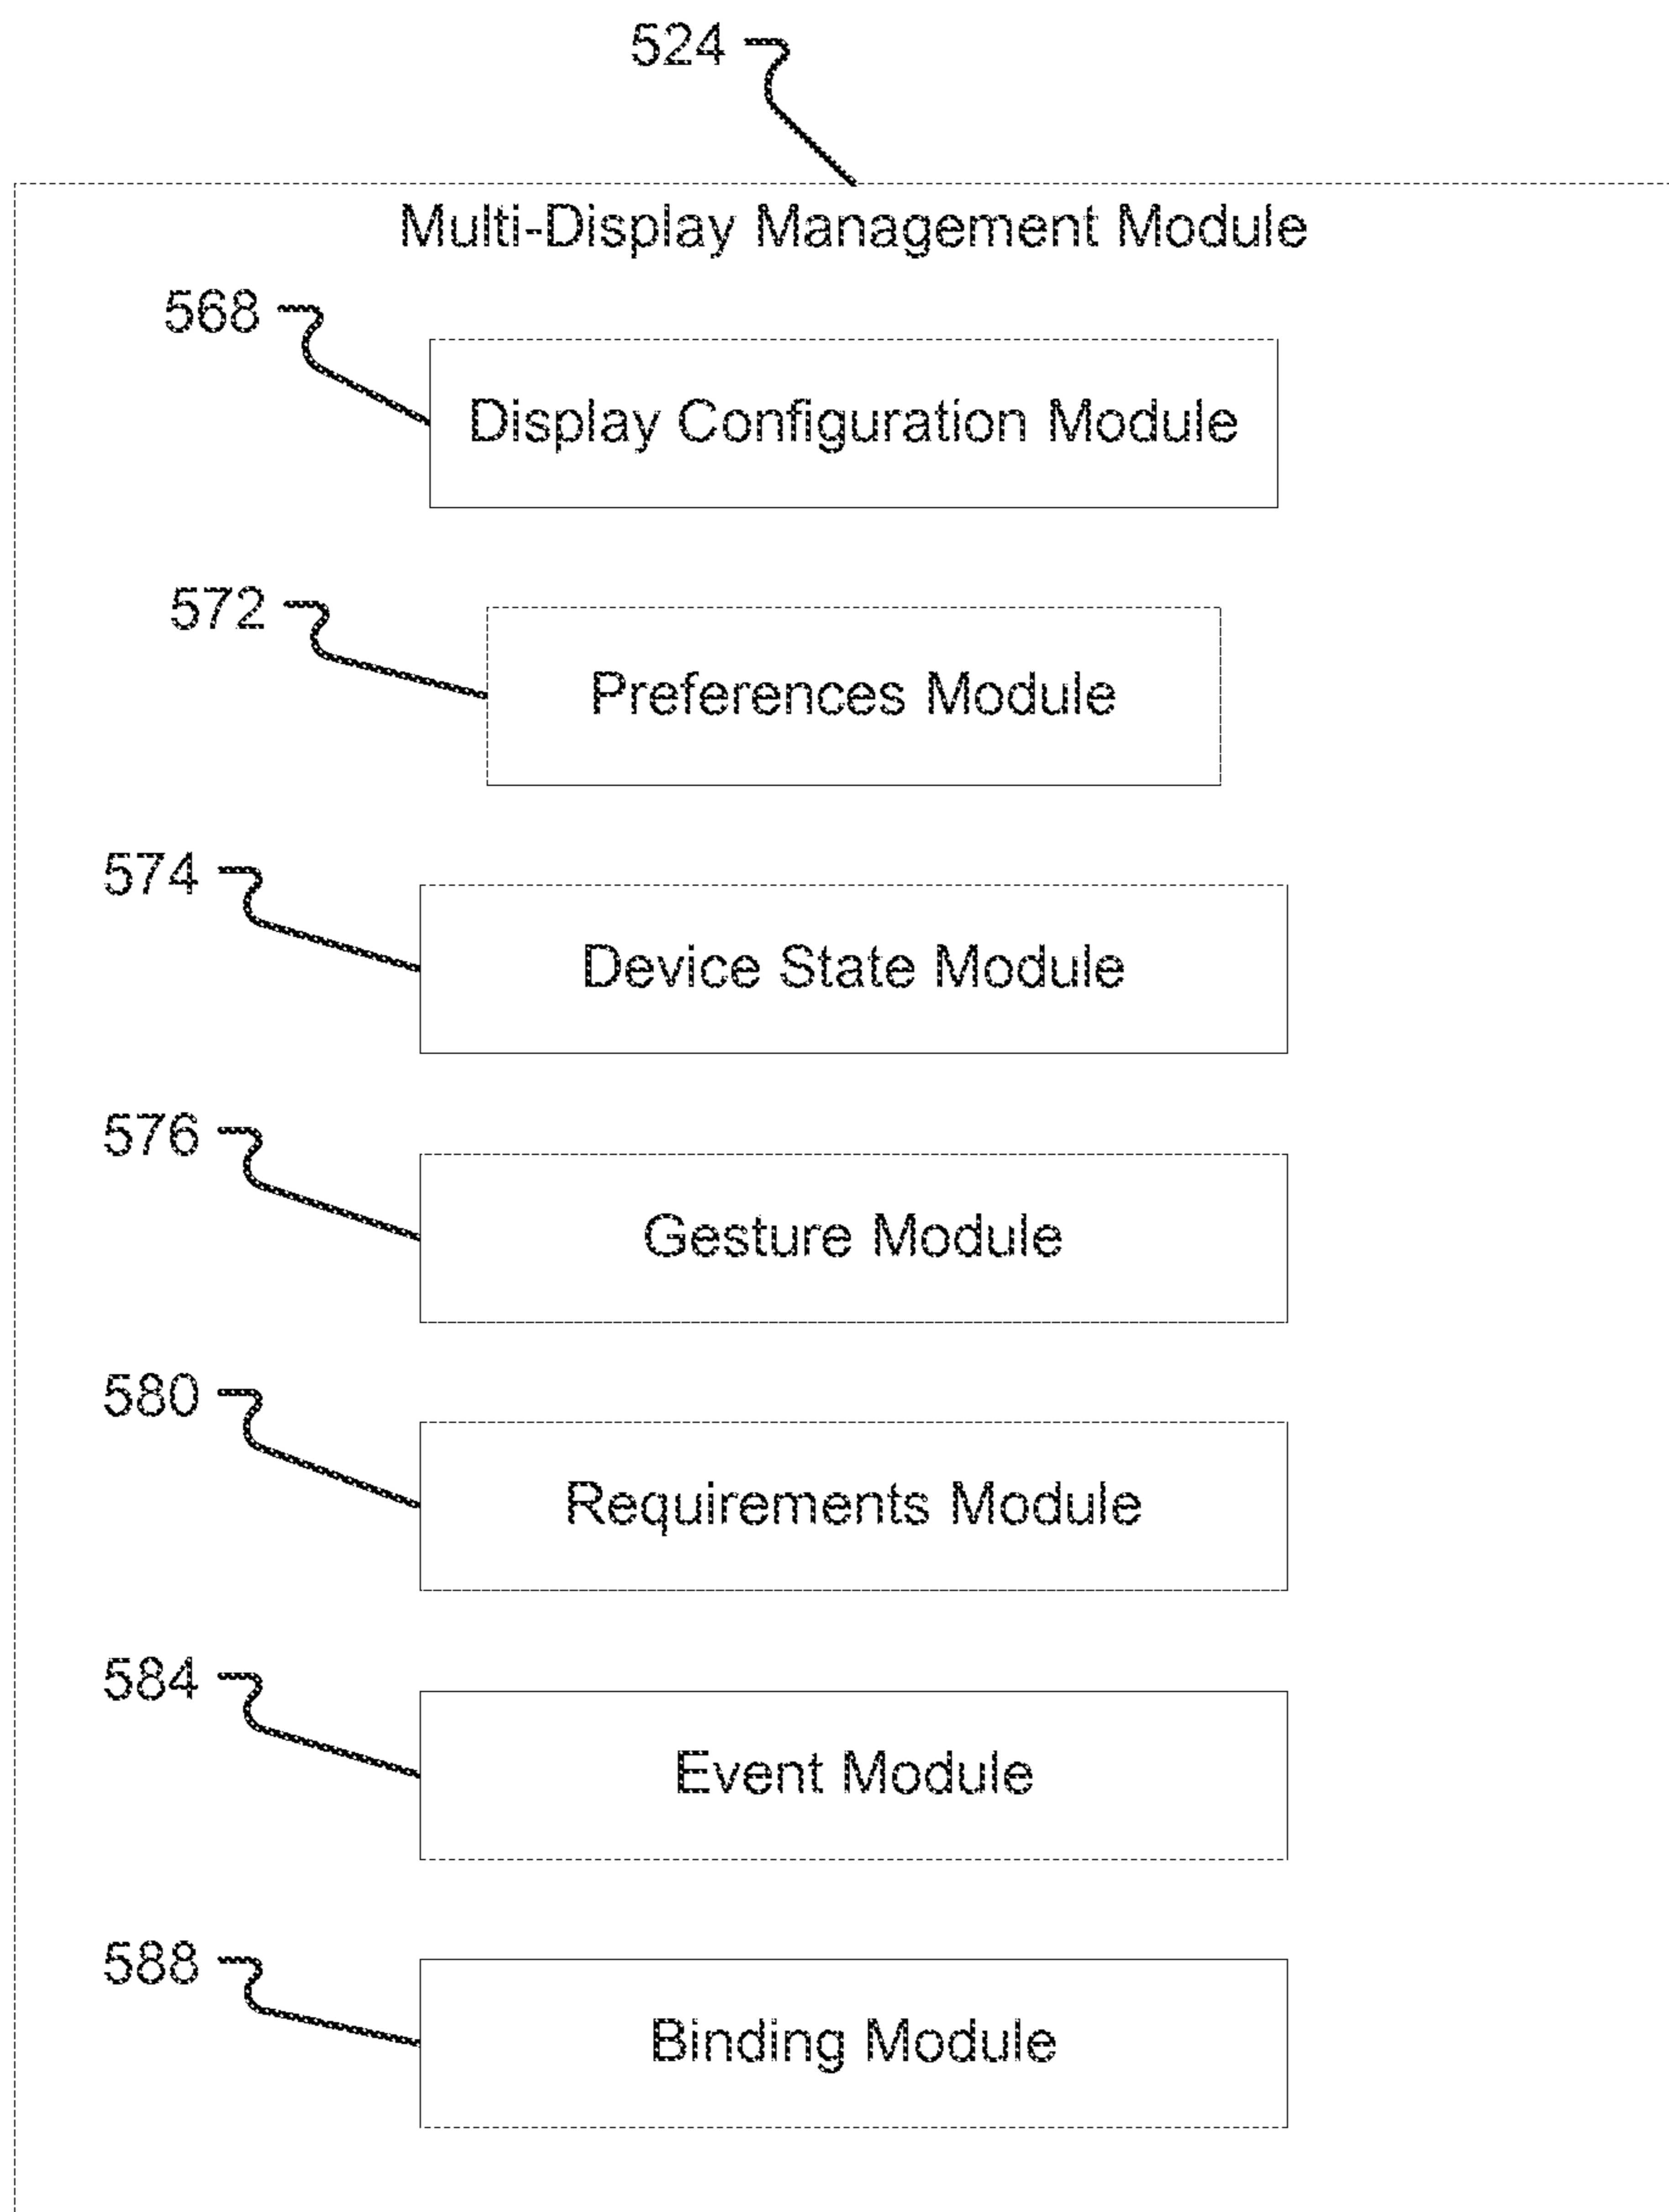 524
Multi-Display Management Module
568
Display Configuration Module
572
Preferences Module
574
Device State Module
576
Gesture Module
580
Requirements Module
584
Event Module
588
Binding Module